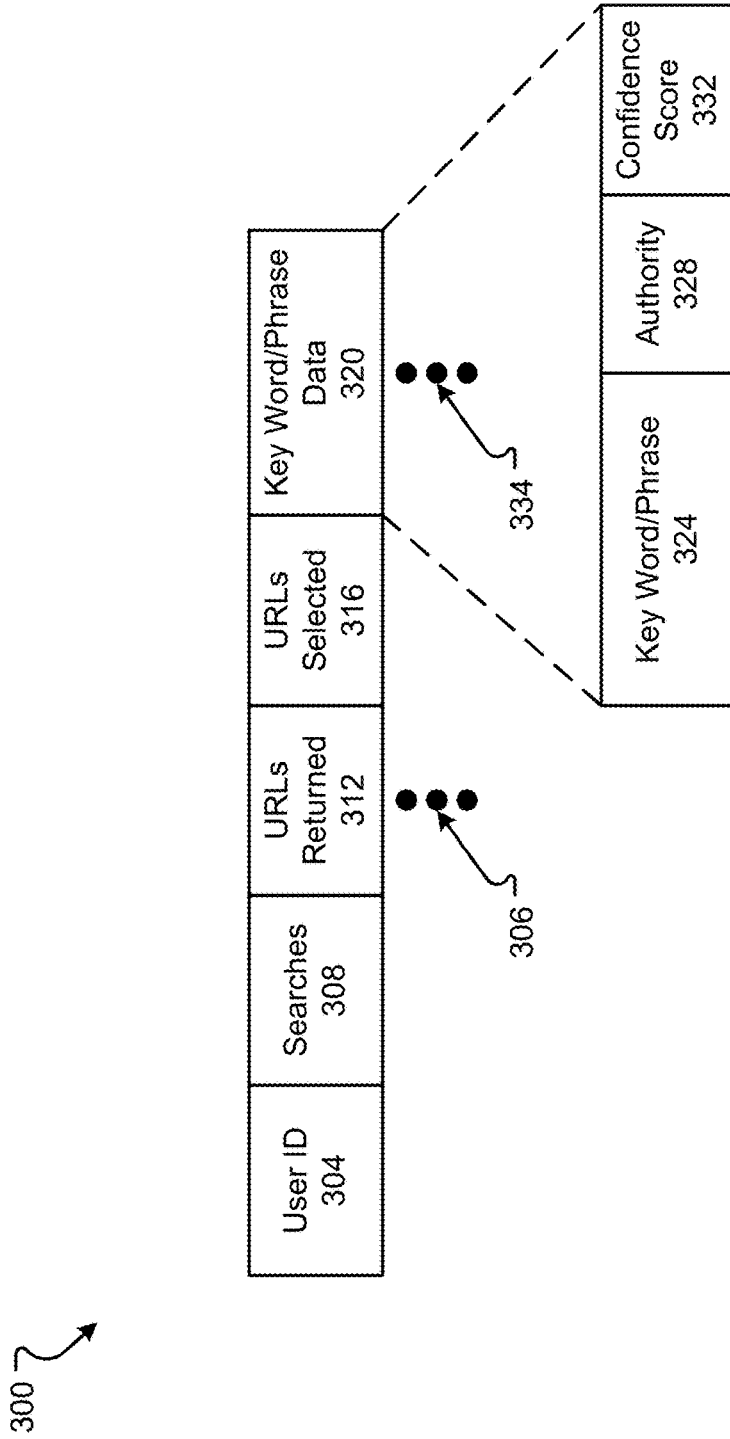 300
User ID
304
Searches
308
URLs
Returned
312
URLs
Selected
316
Key Word/Phrase
Data
320
306
334
Key Word/Phrase
324
Authority
328
Confidence
Score
332